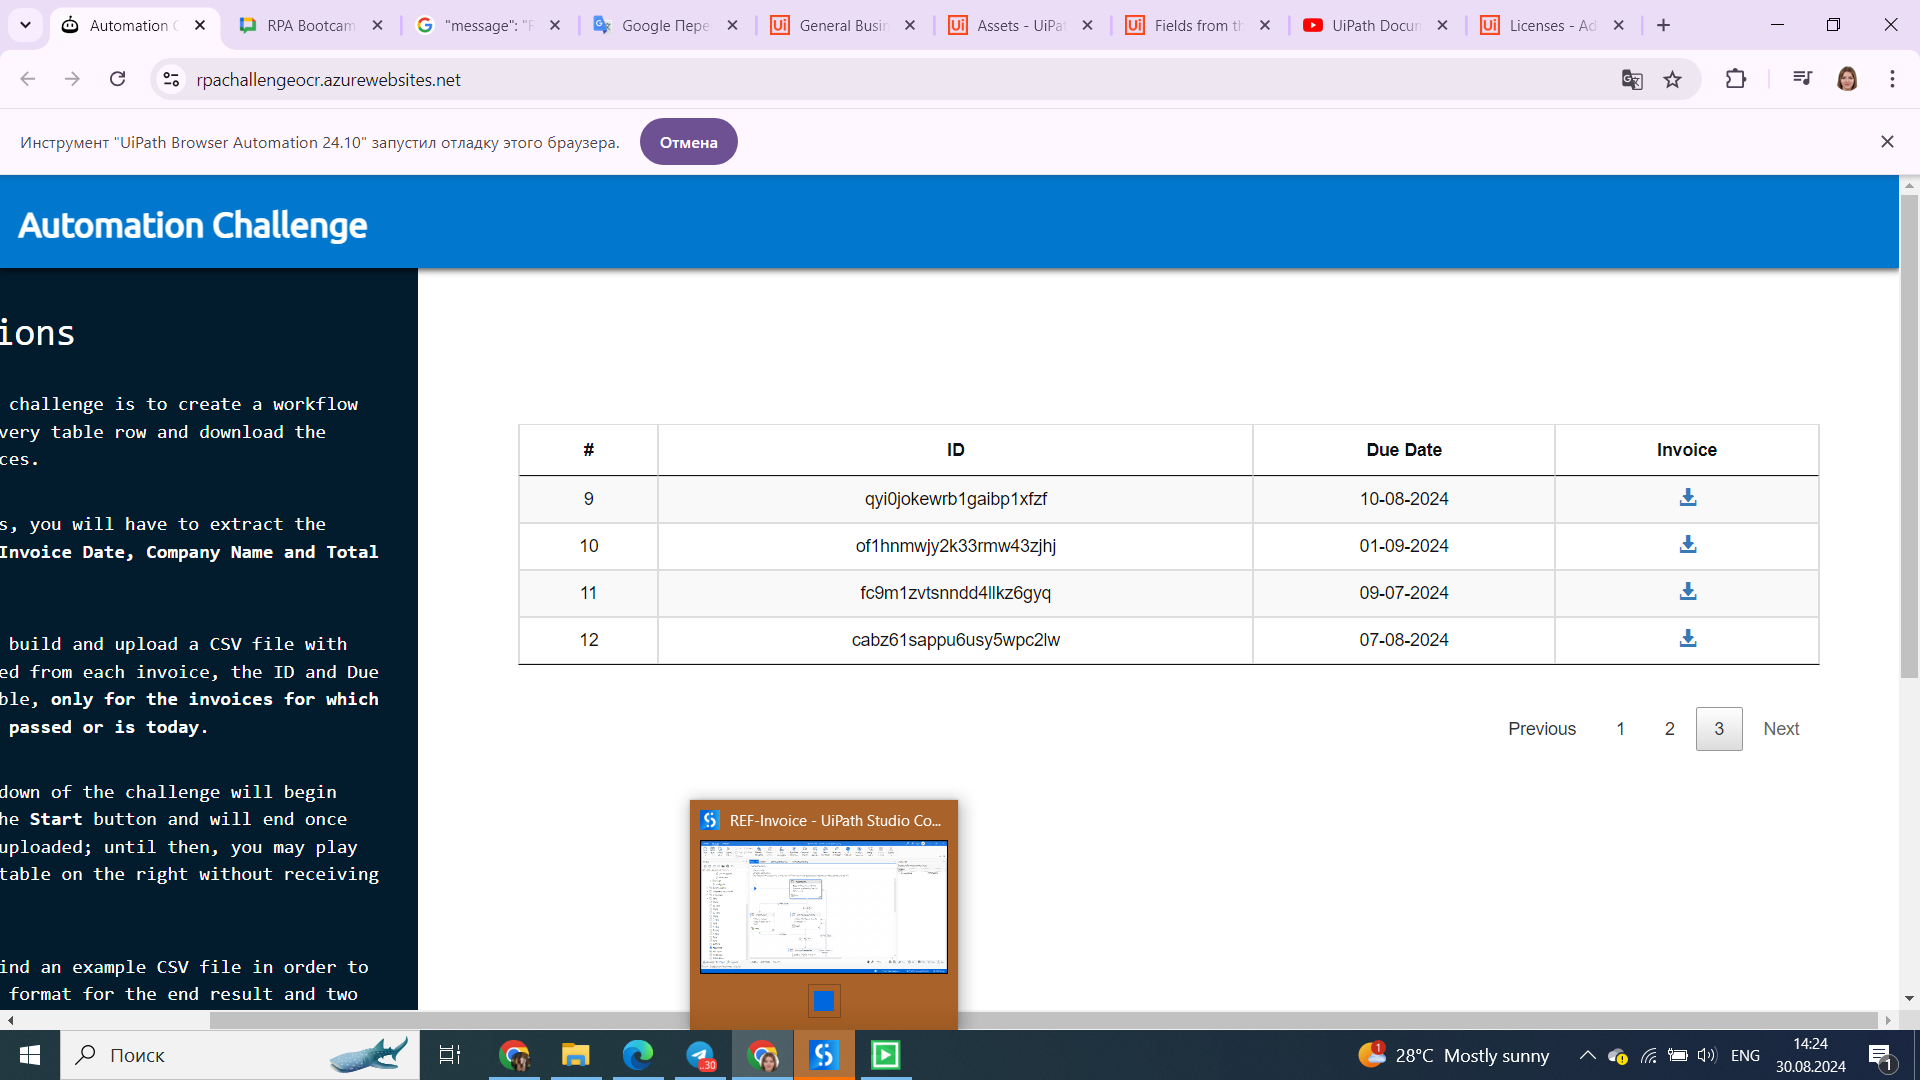 Automation C
RPA Bootcam
"message": "F
Google Пере
General Busin
Assets - UiPat
Fields from th
UiPath Docun
Licenses - Ad
rpachallengeocr.azurewebsites.net
Инструмент "UiPath Browser Automation 24.10" запустил отладку этого браузера.
Отмена
Automation Challenge
ions
challenge is to create a workflow
very table row and download the
ces.
s, you will have to extract the
Invoice Date, Company Name and Total
build and upload a CSV file with
ed from each invoice, the ID and Due
ble, only for the invoices for which
passed or is today.
down of the challenge will begin
he Start button and will end once
uploaded; until then, you may play
table on the right without receiving
ind an example CSV file in order to
format for the end result and two
# ID Due Date Invoice
9 qyi0jokewrb1gaibp1xfzf 10-08-2024
10 of1hnmwjy2k33rmw43zjhj 01-09-2024
11 fc9m1zvtsnndd4llkz6gyq 09-07-2024
12 cabz61sappu6usy5wpc2lw 07-08-2024
Previous 1 2 3 Next
REF-Invoice - UiPath Studio Co...
Поиск
..30
1
28°C Mostly sunny
ENG
14:24
30.08.2024
1